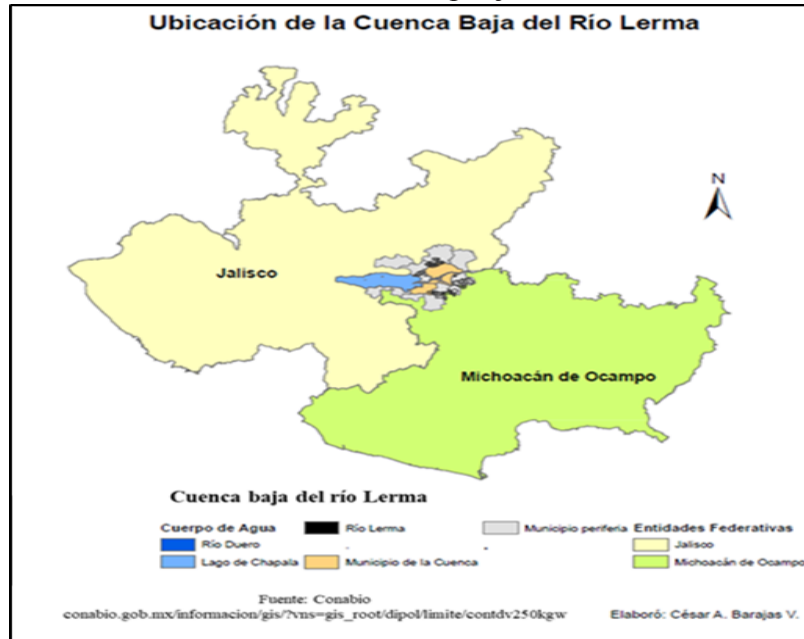 Ubicación de la Cuenca Baja del Río Lerma
N
Jalisco
Michoacán de Ocampo
Cuenca baja del río Lerma
Cuerpo de Agua Río Lerma Municipio periferia Entidades Federativas
Río Duero Jalisco
Lago de Chapala Municipio de la Cuenca Michoacán de Ocampo
Fuente: Conabio
conabio.gob.mx/informacion/gis/?vns=gis_root/dipol/limite/contdv250kgw Elaboró: César A. Barajas V.